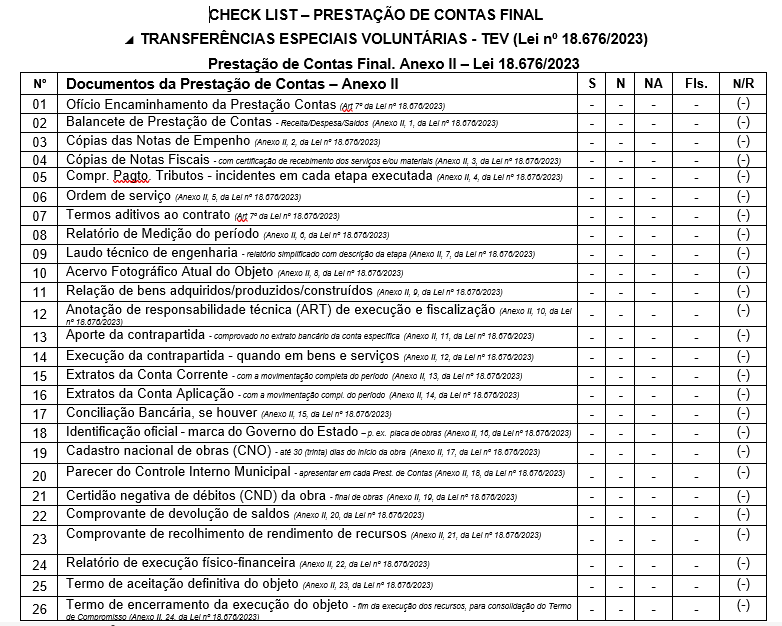 CHECK LIST – PRESTAÇÃO DE CONTAS FINAL
TRANSFERÊNCIAS ESPECIAIS VOLUNTÁRIAS - TEV (Lei nº 18.676/2023)
Prestação de Contas Final. Anexo II – Lei 18.676/2023
Nº Documentos da Prestação de Contas – Anexo II S N NA Fls. N/R
01 Ofício Encaminhamento da Prestação Contas (Art 7º da Lei nº 18.676/2023) - - - - (-)
02 Balancete de Prestação de Contas - Receita/Despesa/Saldos (Anexo II, 1, da Lei nº 18.676/2023) - - - - (-)
03 Cópias das Notas de Empenho (Anexo II, 2, da Lei nº 18.676/2023) - - - - (-)
04 Cópias de Notas Fiscais - com certificação de recebimento dos serviços e/ou materiais (Anexo II, 3, da Lei nº 18.676/2023) - - - - (-)
05 Compr. Pagto. Tributos - incidentes em cada etapa executada (Anexo II, 4, da Lei nº 18.676/2023) - - - - (-)
06 Ordem de serviço (Anexo II, 5, da Lei nº 18.676/2023) - - - - (-)
07 Termos aditivos ao contrato (Art 7º da Lei nº 18.676/2023) - - - - (-)
08 Relatório de Medição do período (Anexo II, 6, da Lei nº 18.676/2023) - - - - (-)
09 Laudo técnico de engenharia - relatório simplificado com descrição da etapa (Anexo II, 7, da Lei nº 18.676/2023) - - - - (-)
10 Acervo Fotográfico Atual do Objeto (Anexo II, 8, da Lei nº 18.676/2023) - - - - (-)
11 Relação de bens adquiridos/produzidos/construídos (Anexo II, 9, da Lei nº 18.676/2023) - - - - (-)
12 Anotação de responsabilidade técnica (ART) de execução e fiscalização (Anexo II, 10, da Lei
nº 18.676/2023) - - - - (-)
13 Aporte da contrapartida - comprovado no extrato bancário da conta específica (Anexo II, 11, da Lei nº 18.676/2023) - - - - (-)
14 Execução da contrapartida - quando em bens e serviços (Anexo II, 12, da Lei nº 18.676/2023) - - - - (-)
15 Extratos da Conta Corrente - com a movimentação completa do período (Anexo II, 13, da Lei nº 18.676/2023) - - - - (-)
16 Extratos da Conta Aplicação - com a movimentação compl. do período (Anexo II, 14, da Lei nº 18.676/2023) - - - - (-)
17 Conciliação Bancária, se houver (Anexo II, 15, da Lei nº 18.676/2023) - - - - (-)
18 Identificação oficial - marca do Governo do Estado – p. ex. placa de obras (Anexo II, 16, da Lei nº 18.676/2023) - - - - (-)
19 Cadastro nacional de obras (CNO) - até 30 (trinta) dias do início da obra (Anexo II, 17, da Lei nº 18.676/2023) - - - - (-)
20 Parecer do Controle Interno Municipal - apresentar em cada Prest. de Contas (Anexo II, 18, da Lei nº 18.676/2023) - - - - (-)
21 Certidão negativa de débitos (CND) da obra - final de obras (Anexo II, 19, da Lei nº 18.676/2023) - - - - (-)
22 Comprovante de devolução de saldos (Anexo II, 20, da Lei nº 18.676/2023) - - - - (-)
23 Comprovante de recolhimento de rendimento de recursos (Anexo II, 21, da Lei nº 18.676/2023) - - - - (-)
24 Relatório de execução físico-financeira (Anexo II, 22, da Lei nº 18.676/2023) - - - - (-)
25 Termo de aceitação definitiva do objeto (Anexo II, 23, da Lei nº 18.676/2023) - - - - (-)
26 Termo de encerramento da execução do objeto - fim da execução dos recursos, para consolidação do Termo
de Compromisso (Anexo II, 24, da Lei nº 18.676/2023) - - - - (-)